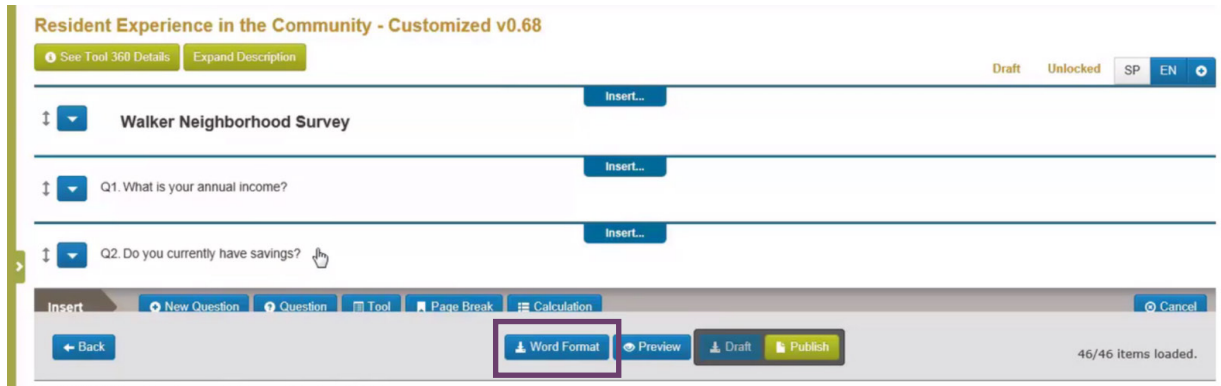 Resident Experience in the Community - Customized v0.68
See Tool 360 Details Expand Description
Draft Unlocked SP EN
Insert...
Walker Neighborhood Survey
Insert...
Q1. What is your annual income?
Insert...
Q2. Do you currently have savings?
Insert New Question Question Tool Page Break Calculation Cancel
Back Word Format Preview Draft Publish 46/46 items loaded.